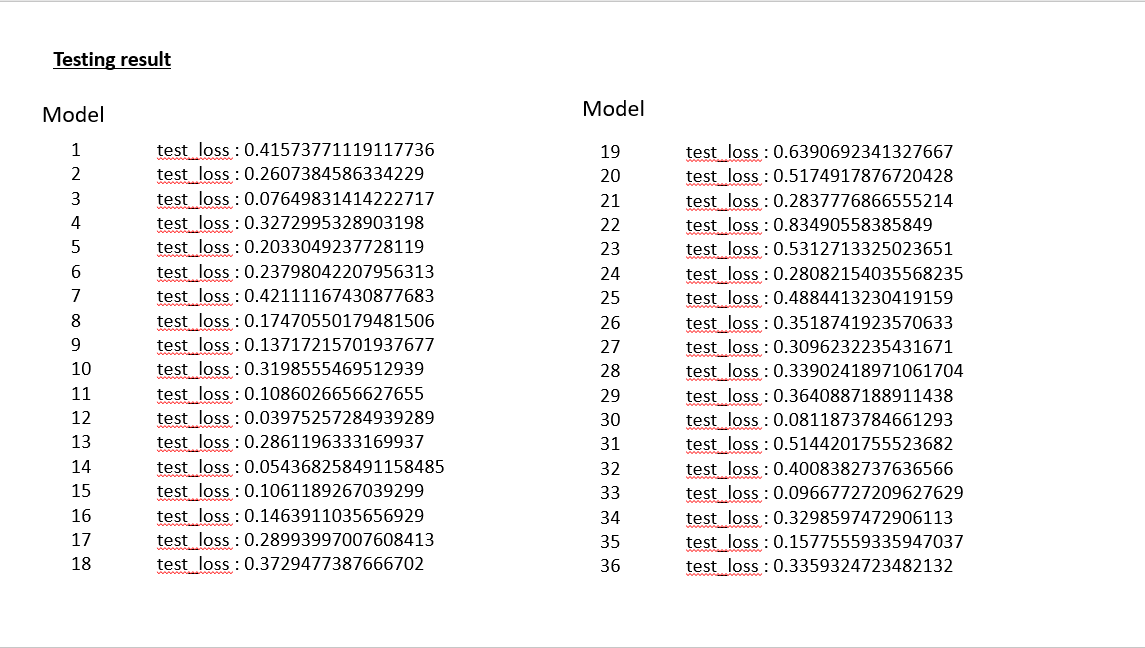 Testing result
Model
1 test_loss : 0.41573771119117736
2 test_loss : 0.2607384586334229
3 test_loss : 0.07649831414222717
4 test_loss : 0.3272995328903198
5 test_loss : 0.2033049237728119
6 test_loss : 0.23798042207956313
7 test_loss : 0.42111167430877683
8 test_loss : 0.17470550179481506
9 test_loss : 0.13717215701937677
10 test_loss : 0.3198555469512939
11 test_loss : 0.1086026656627655
12 test_loss : 0.03975257284939289
13 test_loss : 0.2861196333169937
14 test_loss : 0.054368258491158485
15 test_loss : 0.1061189267039299
16 test_loss : 0.1463911035656929
17 test_loss : 0.28993997007608413
18 test_loss : 0.3729477387666702
Model
19 test_loss : 0.6390692341327667
20 test_loss : 0.5174917876720428
21 test_loss : 0.2837776866555214
22 test_loss : 0.83490558385849
23 test_loss : 0.5312713325023651
24 test_loss : 0.28082154035568235
25 test_loss : 0.4884413230419159
26 test_loss : 0.3518741923570633
27 test_loss : 0.3096232235431671
28 test_loss : 0.33902418971061704
29 test_loss : 0.3640887188911438
30 test_loss : 0.0811873784661293
31 test_loss : 0.5144201755523682
32 test_loss : 0.4008382737636566
33 test_loss : 0.09667727209627629
34 test_loss : 0.3298597472906113
35 test_loss : 0.15775559335947037
36 test_loss : 0.3359324723482132